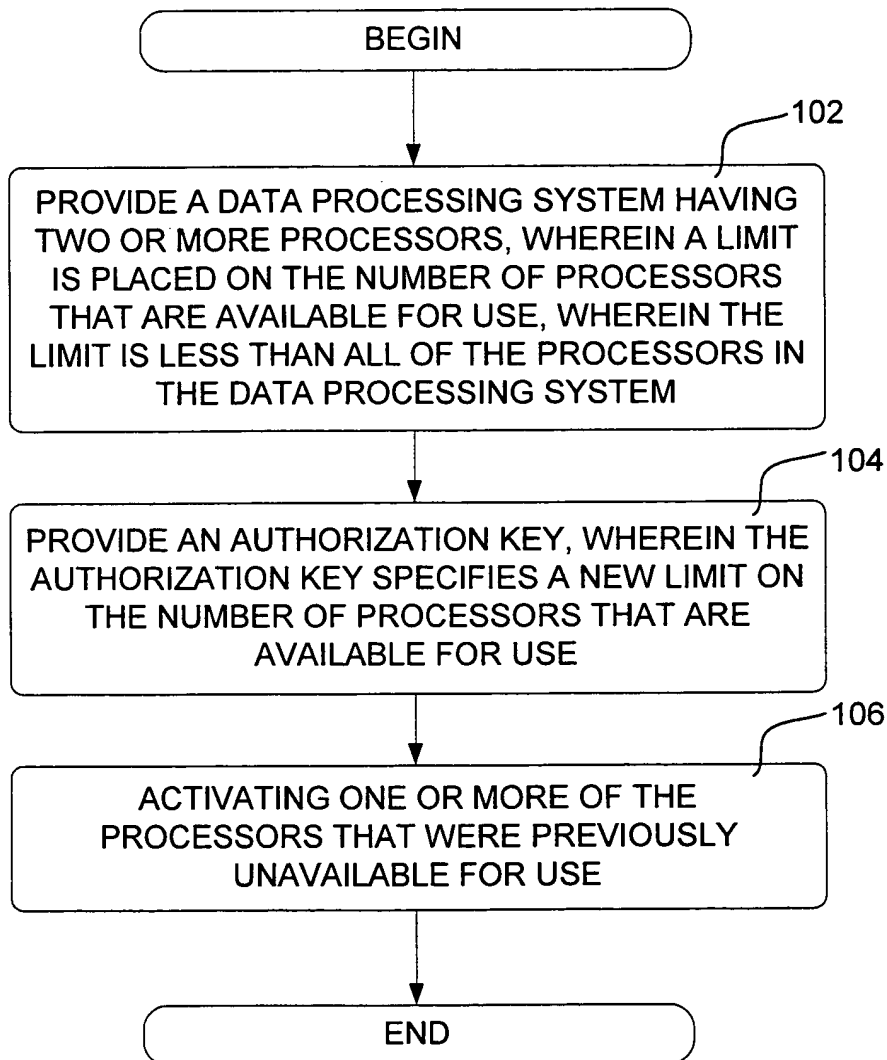 BEGIN
102
PROVIDE A DATA PROCESSING SYSTEM HAVING
TWO OR MORE PROCESSORS, WHEREIN A LIMIT
IS PLACED ON THE NUMBER OF PROCESSORS
THAT ARE AVAILABLE FOR USE, WHEREIN THE
LIMIT IS LESS THAN ALL OF THE PROCESSORS IN
THE DATA PROCESSING SYSTEM
104
PROVIDE AN AUTHORIZATION KEY, WHEREIN THE
AUTHORIZATION KEY SPECIFIES A NEW LIMIT ON
THE NUMBER OF PROCESSORS THAT ARE
AVAILABLE FOR USE
106
ACTIVATING ONE OR MORE OF THE
PROCESSORS THAT WERE PREVIOUSLY
UNAVAILABLE FOR USE
END